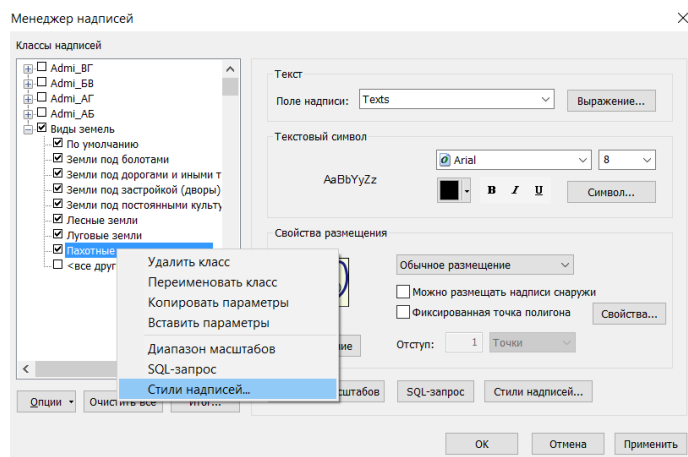 Менеджер надписей
Классы надписей
Admi_ВГ
Admi_БВ
Admi_АГ
Admi_АБ
Виды земель
По умолчанию
Земли под болотами
Земли под дорогами и иными т
Земли под застройкой (дворы)
Земли под постоянными культу
Лесные земли
Луговые земли
Пахотные
<все друг
Удалить класс
Переименовать класс
Копировать параметры
Вставить параметры
Диапазон масштабов
SQL-запрос
Стили надписей...
Опции
Очистить все
Итог...
Текст
Поле надписи: Texts Выражение...
Текстовый символ
AaBbYyZz
Arial 8
B I U Символ...
Свойства размещения
Обычное размещение
Можно размещать надписи снаружи
Фиксированная точка полигона
Свойства...
ние
Отступ: 1 Точки
сштабов SQL-запрос Стили надписей...
OK Отмена Применить